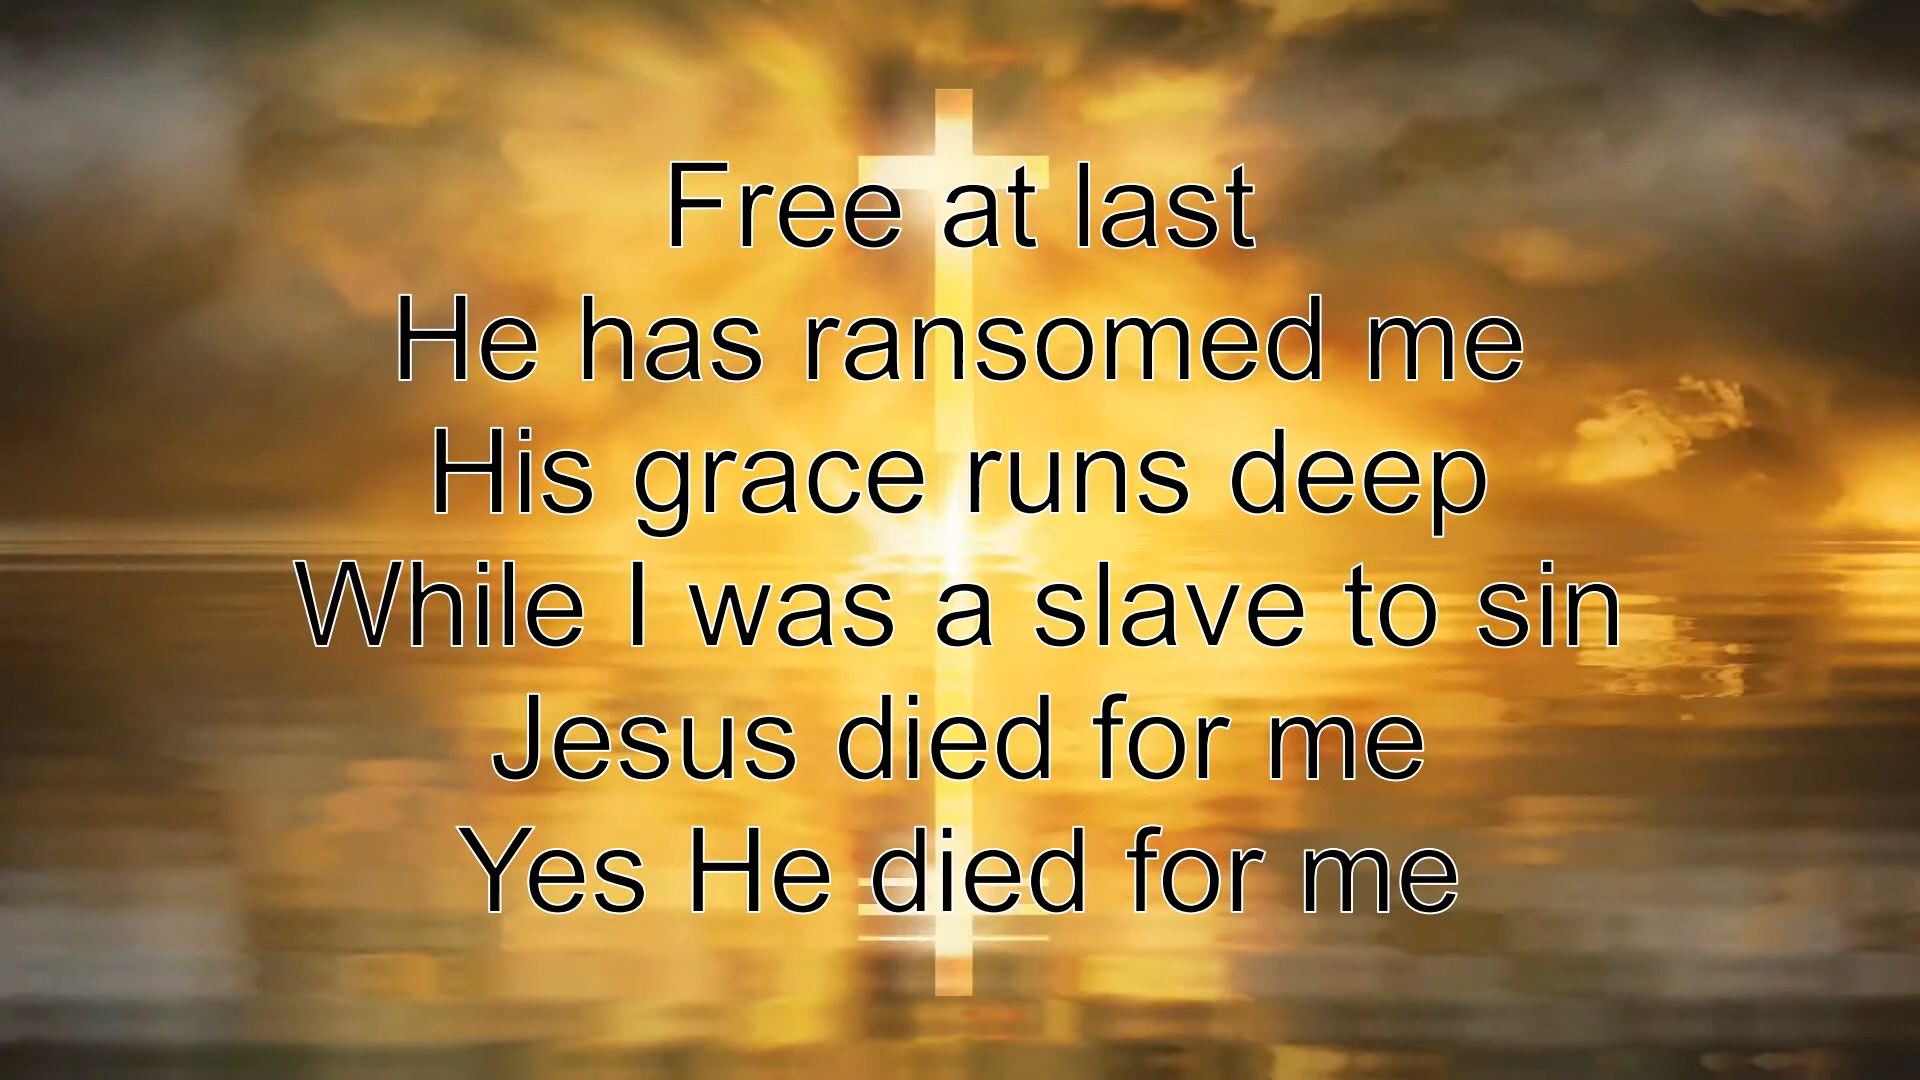 Free at last
He has ransomed me
His grace runs deep
While I was a slave to sin
Jesus died for me
Yes He died for me